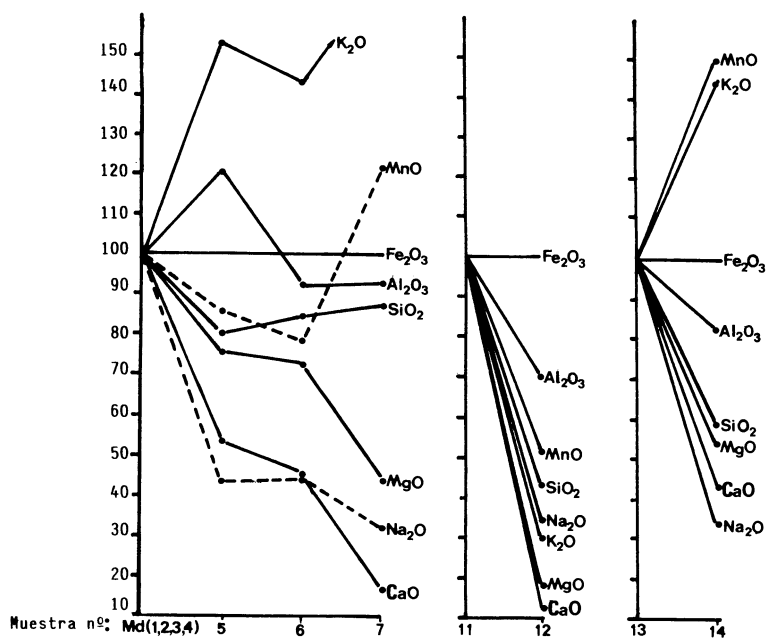 150
140
130
120
110
100
90
80
70
60
50
40
30
20
10
K₂O
MnO
Fe₂O₃
Al₂O₃
SiO₂
MgO
Na₂O
CaO
Fe₂O₃
Al₂O₃
MnO
SiO₂
Na₂O
K₂O
MgO
CaO
MnO
K₂O
Fe₂O₃
Al₂O₃
SiO₂
MgO
CaO
Na₂O
Muestra nº: Md(1,2,3,4) 5 6 7 11 12 13 14